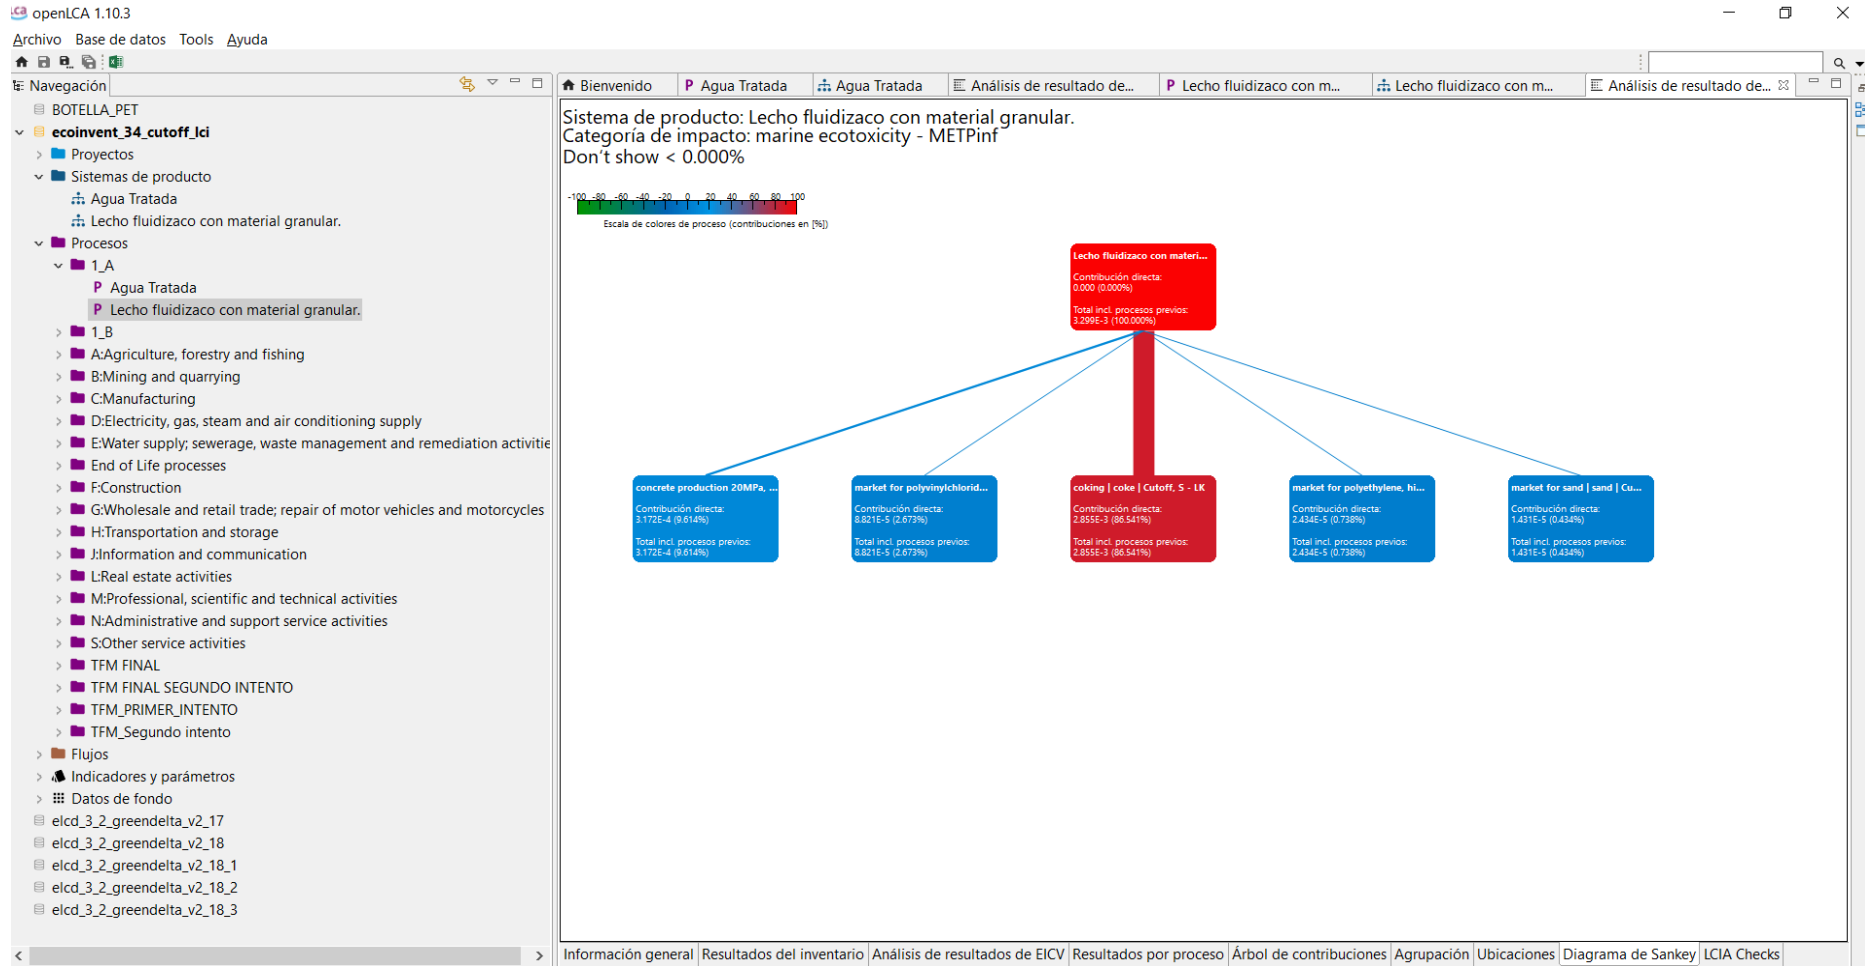 openLCA 1.10.3
Archivo Base de datos Tools Ayuda
Navegación
BOTELLA_PET
ecoinvent_34_cutoff_lci
Proyectos
Sistemas de producto
Agua Tratada
Lecho fluidizaco con material granular.
Procesos
1_A
P Agua Tratada
P Lecho fluidizaco con material granular.
1_B
A:Agriculture, forestry and fishing
B:Mining and quarrying
C:Manufacturing
D:Electricity, gas, steam and air conditioning supply
E:Water supply; sewerage, waste management and remediation activitie
End of Life processes
F:Construction
G:Wholesale and retail trade; repair of motor vehicles and motorcycles
H:Transportation and storage
J:Information and communication
L:Real estate activities
M:Professional, scientific and technical activities
N:Administrative and support service activities
S:Other service activities
TFM FINAL
TFM FINAL SEGUNDO INTENTO
TFM_PRIMER_INTENTO
TFM_Segundo intento
Flujos
Indicadores y parámetros
Datos de fondo
elcd_3_2_greendelta_v2_17
elcd_3_2_greendelta_v2_18
elcd_3_2_greendelta_v2_18_1
elcd_3_2_greendelta_v2_18_2
elcd_3_2_greendelta_v2_18_3
Bienvenido P Agua Tratada Agua Tratada Análisis de resultado de... P Lecho fluidizaco con m... Lecho fluidizaco con m... Análisis de resultado de...
Sistema de producto: Lecho fluidizaco con material granular.
Categoría de impacto: marine ecotoxicity - METPinf
Don't show < 0.000%
-100 -80 -60 -40 -20 0 20 40 60 80 100
Escala de colores de proceso (contribuciones en [%])
Lecho fluidizaco con materi...
Contribución directa:
0.000 (0.000%)
Total incl. procesos previos:
3.299E-3 (100.000%)
concrete production 20MPa, ...
Contribución directa:
3.172E-4 (9.614%)
Total incl. procesos previos:
3.172E-4 (9.614%)
market for polyvinylchlorid...
Contribución directa:
8.821E-5 (2.673%)
Total incl. procesos previos:
8.821E-5 (2.673%)
coking | coke | Cutoff, S - LK
Contribución directa:
2.855E-3 (86.541%)
Total incl. procesos previos:
2.855E-3 (86.541%)
market for polyethylene, hi...
Contribución directa:
2.434E-5 (0.738%)
Total incl. procesos previos:
2.434E-5 (0.738%)
market for sand | sand | Cu...
Contribución directa:
1.431E-5 (0.434%)
Total incl. procesos previos:
1.431E-5 (0.434%)
Información general Resultados del inventario Análisis de resultados de EICV Resultados por proceso Árbol de contribuciones Agrupación Ubicaciones Diagrama de Sankey LCIA Checks